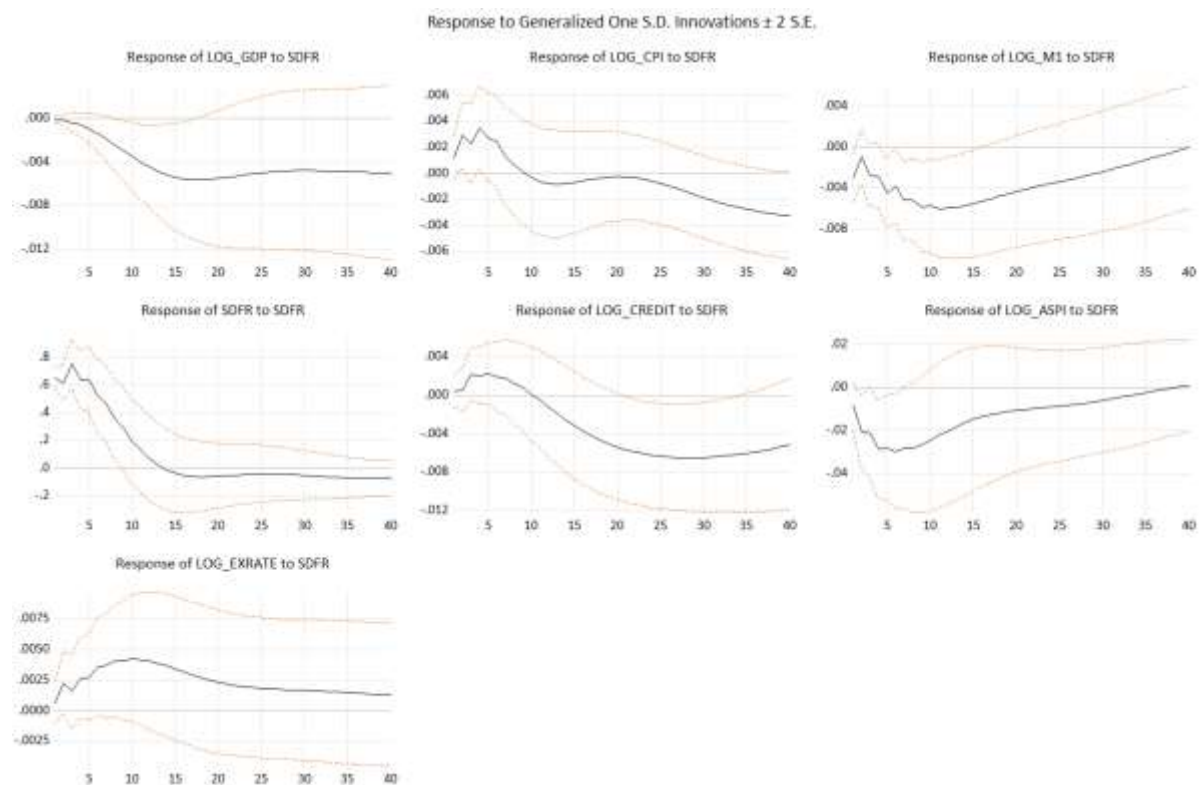 Response to Generalized One S.D. Innovations ± 2 S.E.
Response of LOG_GDP to SDFR
.000
-.004
-.008
-.012
5 10 15 20 25 30 35 40
Response of LOG_CPI to SDFR
.006
.004
.002
.000
-.002
-.004
-.006
5 10 15 20 25 30 35 40
Response of LOG_M1 to SDFR
.004
.000
-.004
-.008
5 10 15 20 25 30 35 40
Response of SDFR to SDFR
.8
.6
.4
.2
.0
-.2
5 10 15 20 25 30 35 40
Response of LOG_CREDIT to SDFR
.004
.000
-.004
-.008
-.012
5 10 15 20 25 30 35 40
Response of LOG_ASPI to SDFR
.02
.00
-.02
-.04
5 10 15 20 25 30 35 40
Response of LOG_EXRATE to SDFR
.0075
.0050
.0025
.0000
-.0025
5 10 15 20 25 30 35 40